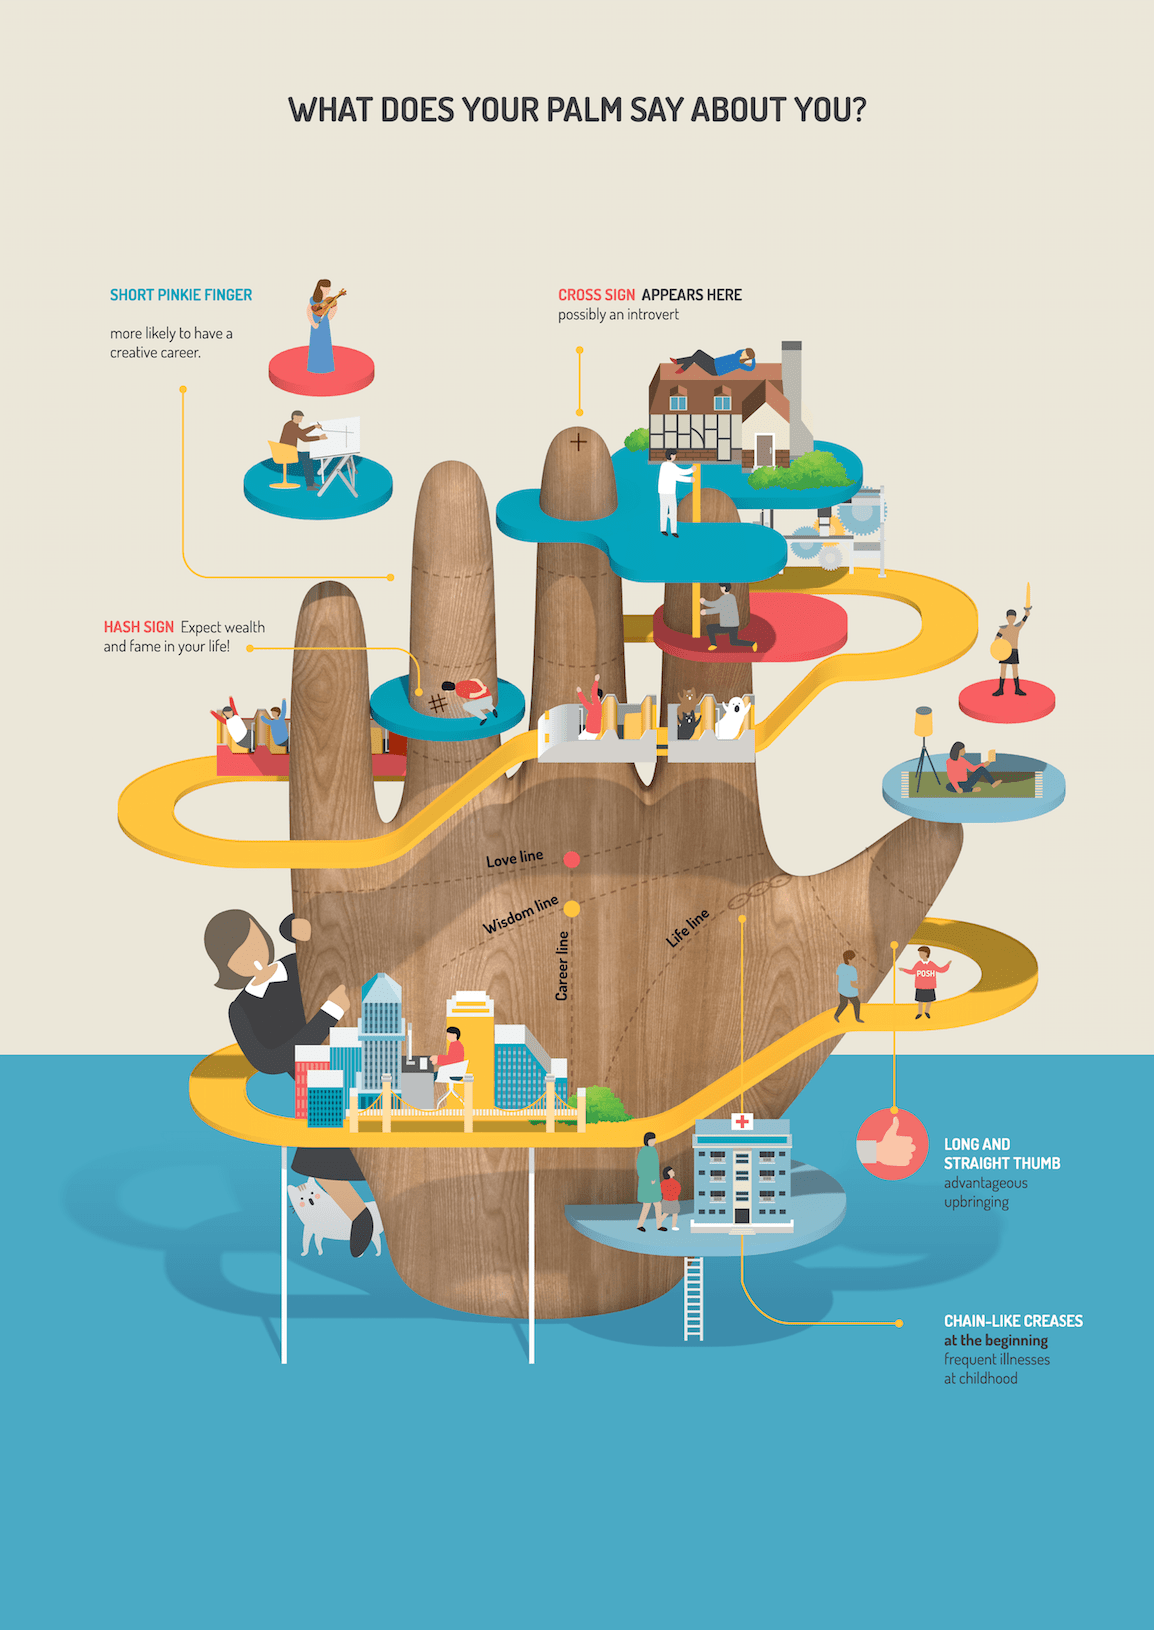 WHAT DOES YOUR PALM SAY ABOUT YOU?
SHORT PINKIE FINGER
more likely to have a
creative career.
CROSS SIGN APPEARS HERE
possibly an introvert
HASH SIGN Expect wealth
and fame in your life!
Love line
Wisdom line
Career line
Life line
POSH
LONG AND
STRAIGHT THUMB
advantageous
upbringing
CHAIN-LIKE CREASES
at the beginning
frequent illnesses
at childhood